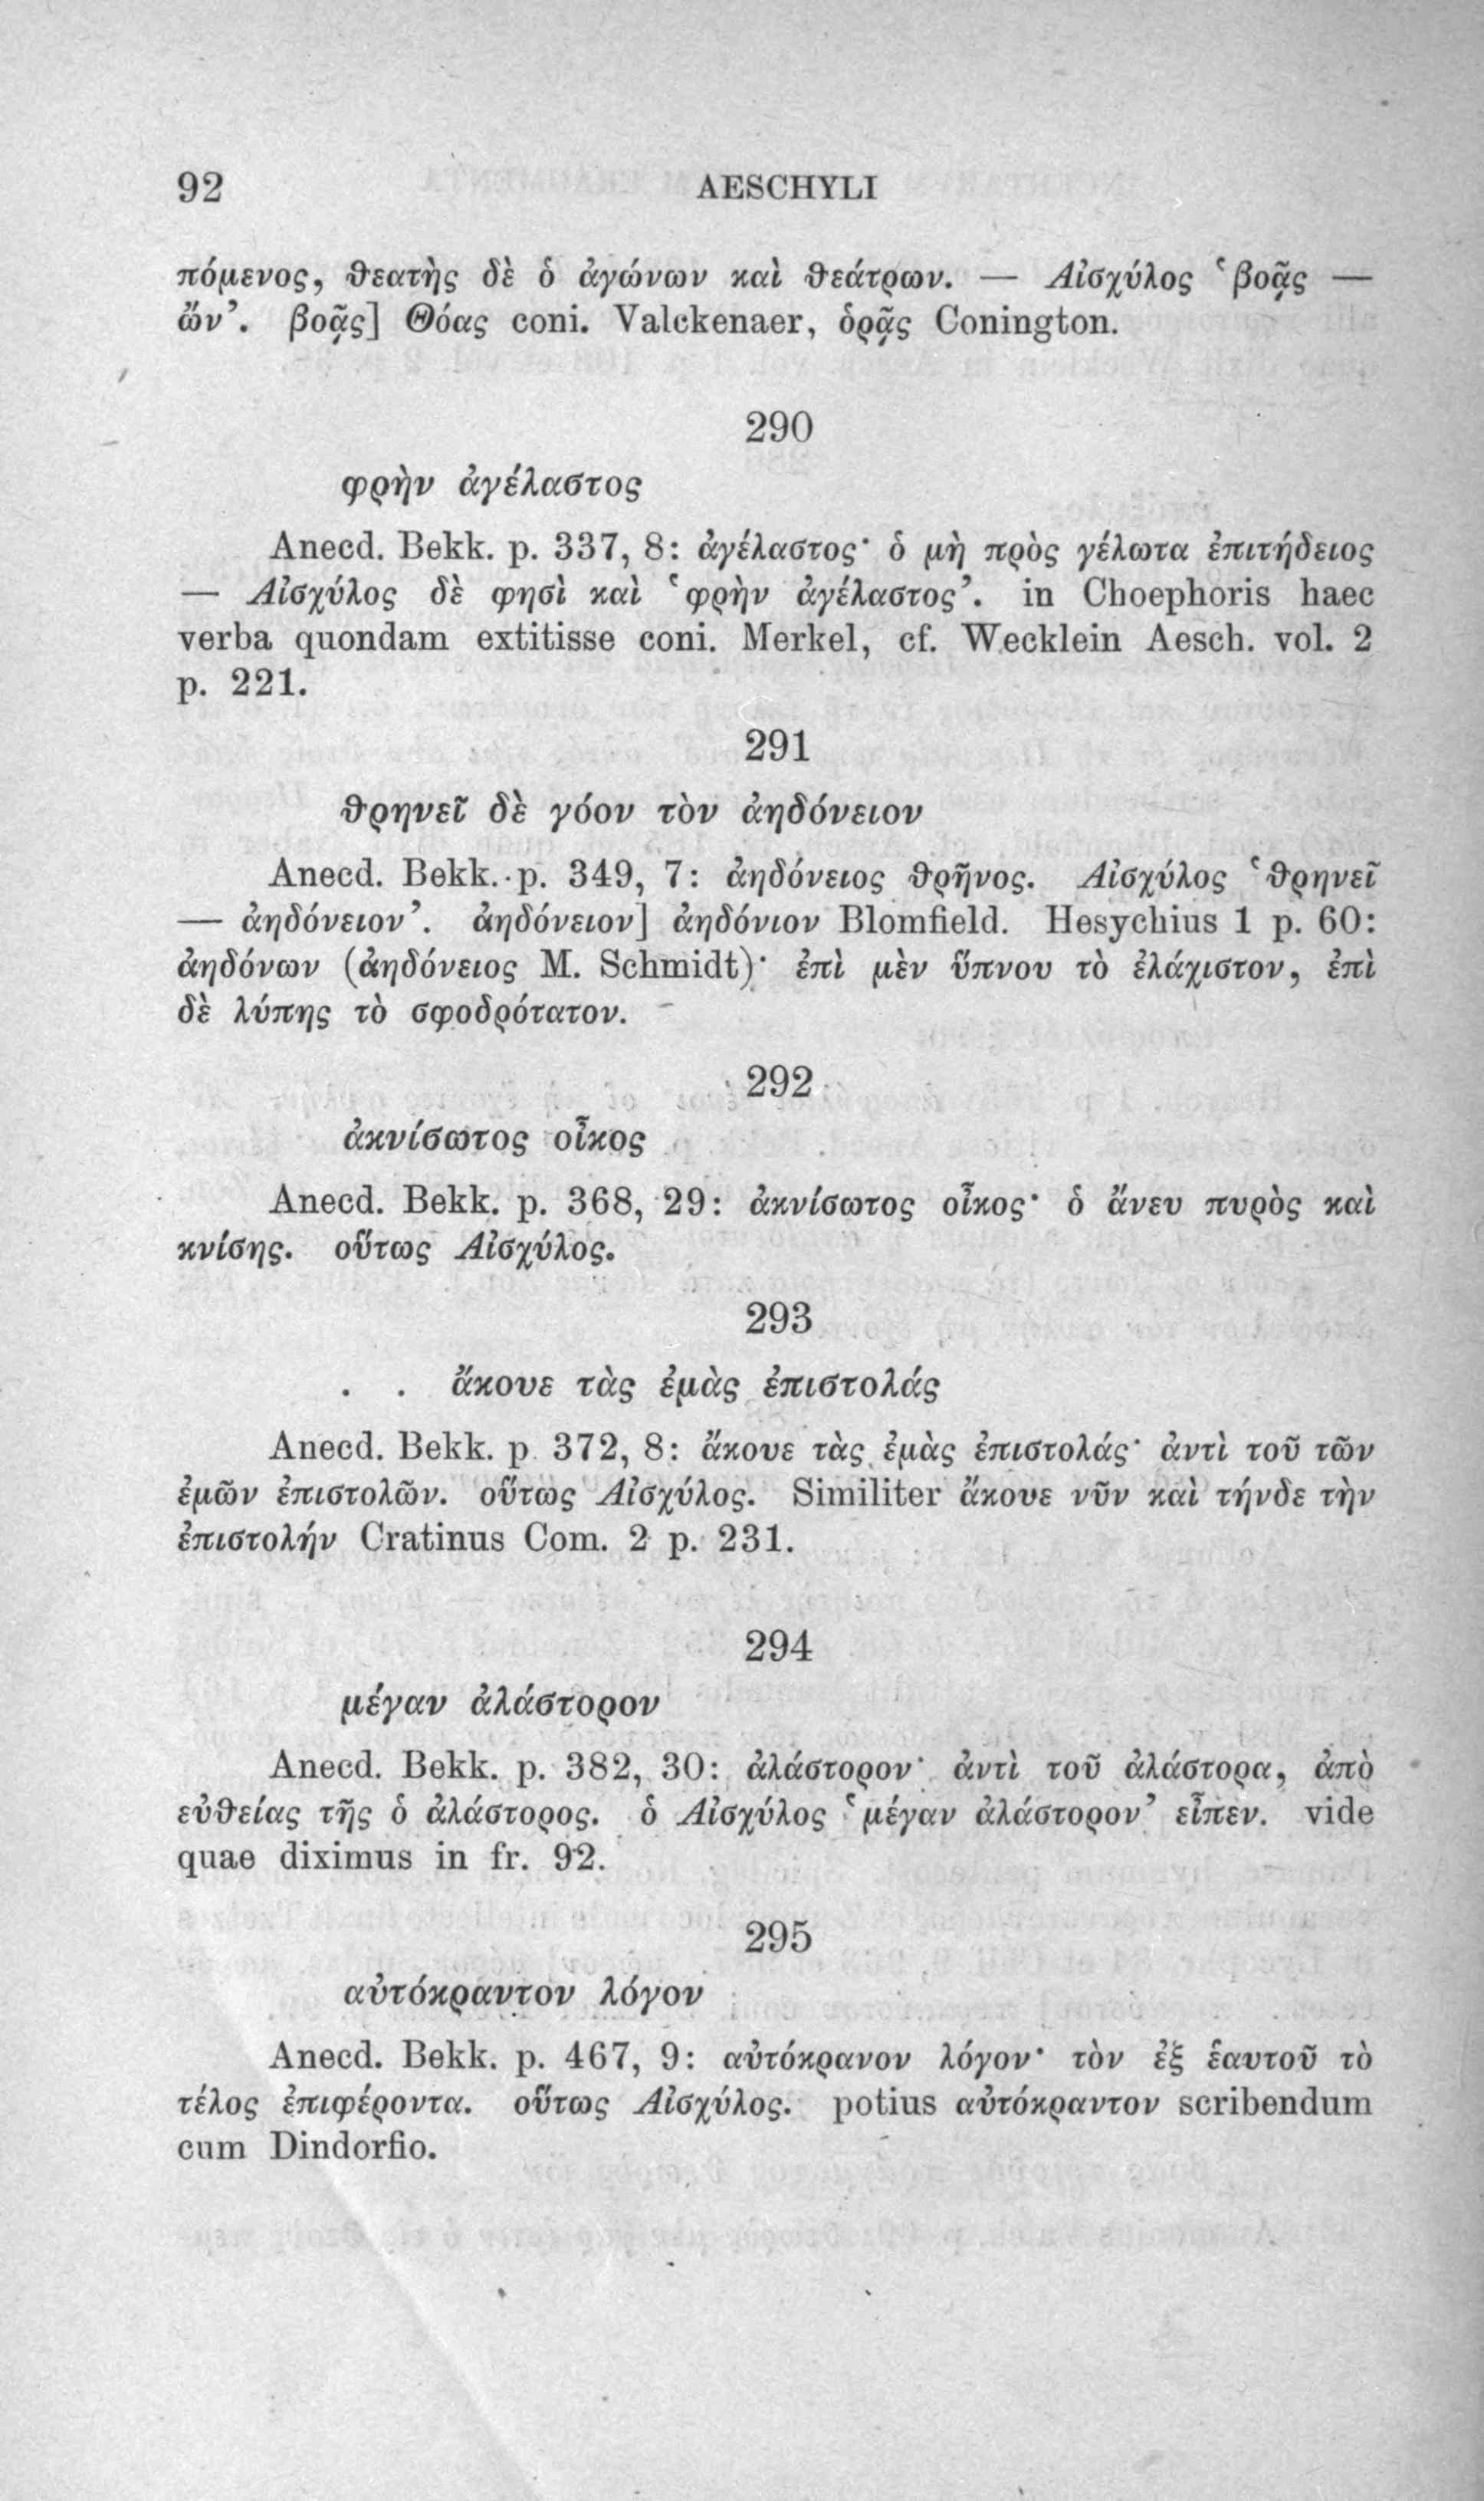 92 AESCHYLI
πόμενος, ϑεατὴς δὲ ὁ ἀγώνων καὶ ϑεάτρων. — Αἰσχύλος ‘βοᾷς —
ὤν’. βοᾷς] Θόας coni. Valckenaer, ὁρᾷς Conington.
290
φρὴν ἀγέλαστος
Anecd. Bekk. p. 337, 8: ἀγέλαστος· ὁ μὴ πρὸς γέλωτα ἐπιτήδειος
— Αἰσχύλος δὲ φησὶ καὶ ‘φρὴν ἀγέλαστος’. in Choephoris haec
verba quondam extitisse coni. Merkel, cf. Wecklein Aesch. vol. 2
p. 221.
291
ϑρηνεῖ δὲ γόον τὸν ἀηδόνειον
Anecd. Bekk. p. 349, 7: ἀηδόνειος ϑρῆνος. Αἰσχύλος ‘ϑρηνεῖ
— ἀηδόνειον’. ἀηδόνειον] ἀηδόνιον Blomfield. Hesychius 1 p. 60:
ἀηδόνων (ἀηδόνειος M. Schmidt)· ἐπὶ μὲν ὕπνου τὸ ἐλάχιστον, ἐπὶ
δὲ λύπης τὸ σφοδρότατον.
292
ἀκνίσωτος οἶκος
Anecd. Bekk. p. 368, 29: ἀκνίσωτος οἶκος· ὁ ἄνευ πυρὸς καὶ
κνίσης. οὕτως Αἰσχύλος.
293
. . ἄκουε τὰς ἐμὰς ἐπιστολάς
Anecd. Bekk. p. 372, 8: ἄκουε τὰς ἐμὰς ἐπιστολάς· ἀντὶ τοῦ τῶν
ἐμῶν ἐπιστολῶν. οὕτως Αἰσχύλος. Similiter ἄκουε νῦν καὶ τήνδε τὴν
ἐπιστολήν Cratinus Com. 2 p. 231.
294
μέγαν ἀλάστορον
Anecd. Bekk. p. 382, 30: ἀλάστορον· ἀντὶ τοῦ ἀλάστορα, ἀπὸ
εὐϑείας τῆς ὁ ἀλάστορος. ὁ Αἰσχύλος ‘μέγαν ἀλάστορον’ εἶπεν. vide
quae diximus in fr. 92.
295
αὐτόκραντον λόγον
Anecd. Bekk. p. 467, 9: αὐτόκρανον λόγον· τὸν ἐξ ἑαυτοῦ τὸ
τέλος ἐπιφέροντα. οὕτως Αἰσχύλος. potius αὐτόκραντον scribendum
cum Dindorfio.